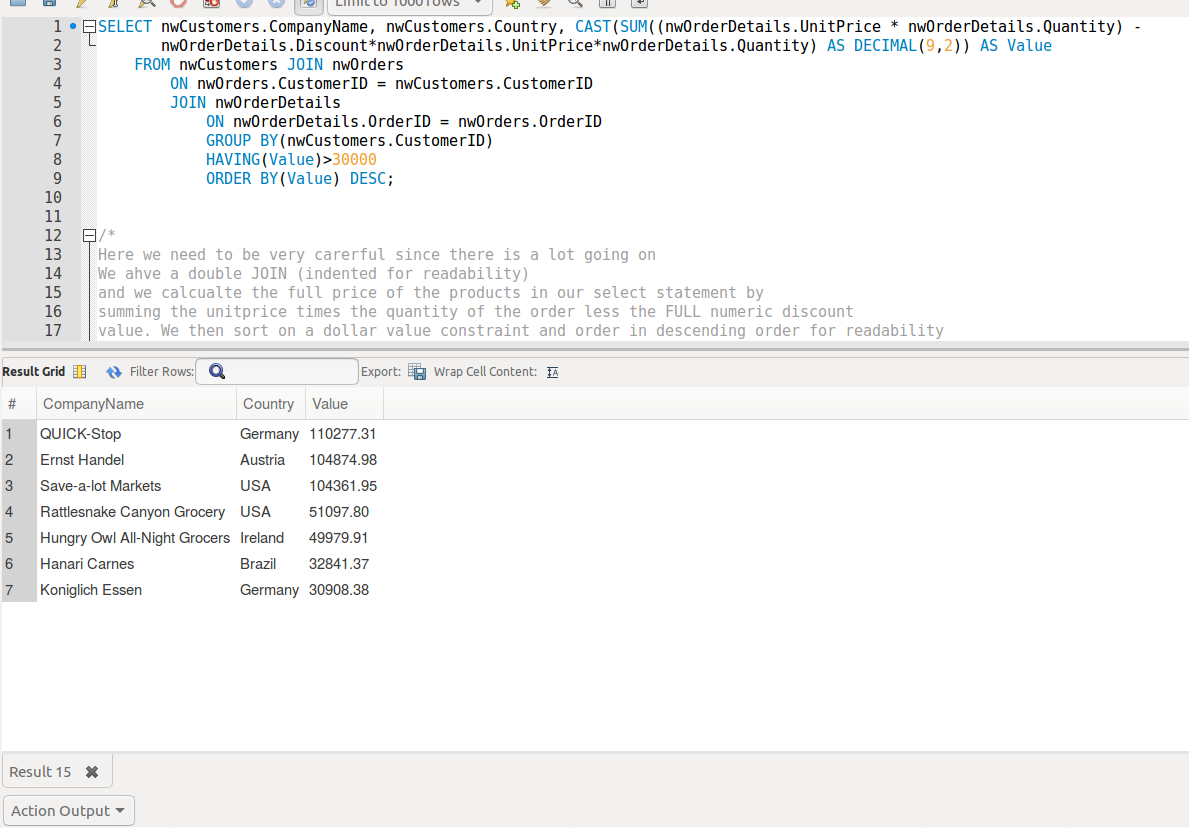 Limit to 1000 rows
1 SELECT nwCustomers.CompanyName, nwCustomers.Country, CAST(SUM((nwOrderDetails.UnitPrice * nwOrderDetails.Quantity) -
2 nwOrderDetails.Discount*nwOrderDetails.UnitPrice*nwOrderDetails.Quantity) AS DECIMAL(9,2)) AS Value
3 FROM nwCustomers JOIN nwOrders
4 ON nwOrders.CustomerID = nwCustomers.CustomerID
5 JOIN nwOrderDetails
6 ON nwOrderDetails.OrderID = nwOrders.OrderID
7 GROUP BY(nwCustomers.CustomerID)
8 HAVING(Value)>30000
9 ORDER BY(Value) DESC;
10
11
12 /*
13 Here we need to be very carerful since there is a lot going on
14 We ahve a double JOIN (indented for readability)
15 and we calcualte the full price of the products in our select statement by
16 summing the unitprice times the quantity of the order less the FULL numeric discount
17 value. We then sort on a dollar value constraint and order in descending order for readability
Result Grid Filter Rows: Export: Wrap Cell Content:
# CompanyName Country Value
1 QUICK-Stop Germany 110277.31
2 Ernst Handel Austria 104874.98
3 Save-a-lot Markets USA 104361.95
4 Rattlesnake Canyon Grocery USA 51097.80
5 Hungry Owl All-Night Grocers Ireland 49979.91
6 Hanari Carnes Brazil 32841.37
7 Koniglich Essen Germany 30908.38
Result 15
Action Output